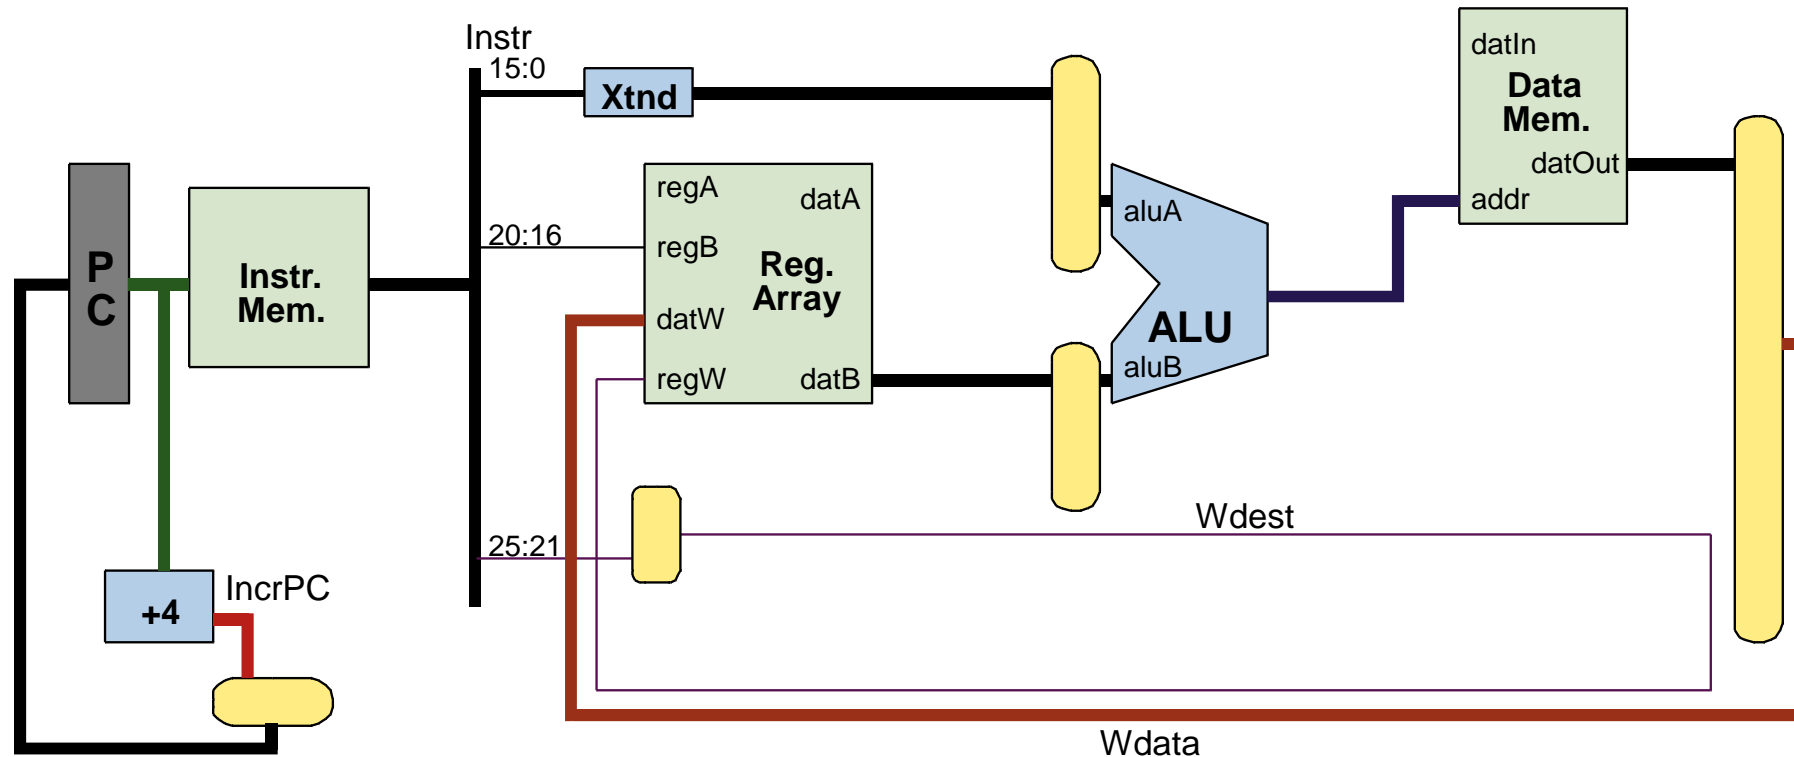 Instr
15:0
Xtnd
datIn
Data
Mem.
datOut
addr
regA
datA
aluA
20:16
regB
P
C
Instr.
Mem.
Reg.
Array
datW
ALU
regW
datB
aluB
Wdest
25:21
IncrPC
+4
Wdata